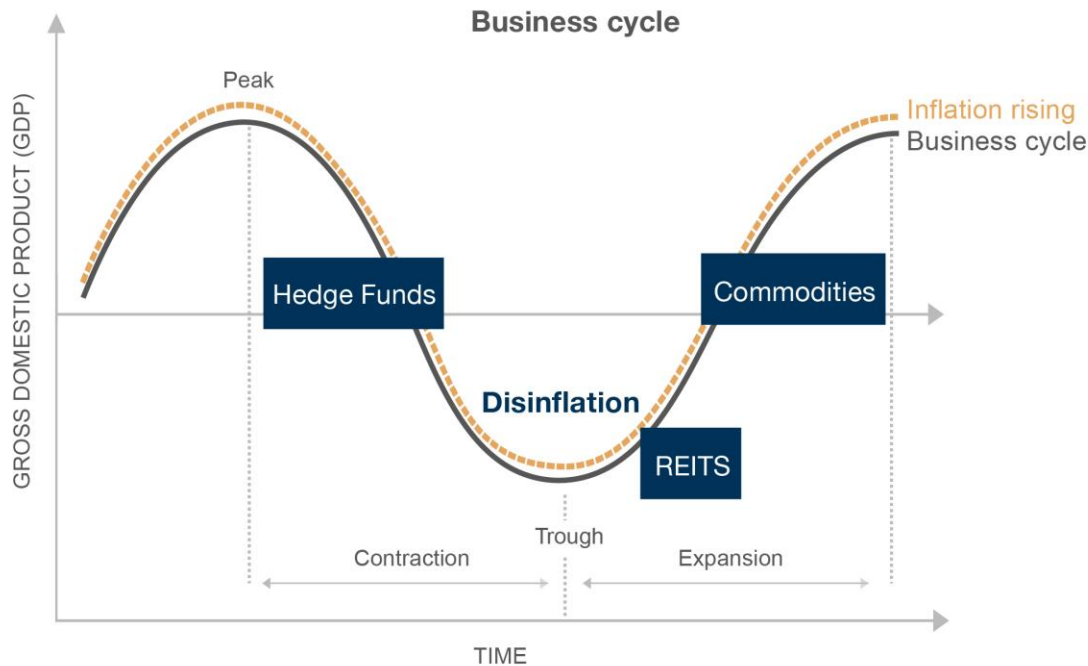 Business cycle
Peak
Inflation rising
Business cycle
GROSS DOMESTIC PRODUCT (GDP)
Hedge Funds
Commodities
Disinflation
REITS
Trough
Contraction
Expansion
TIME